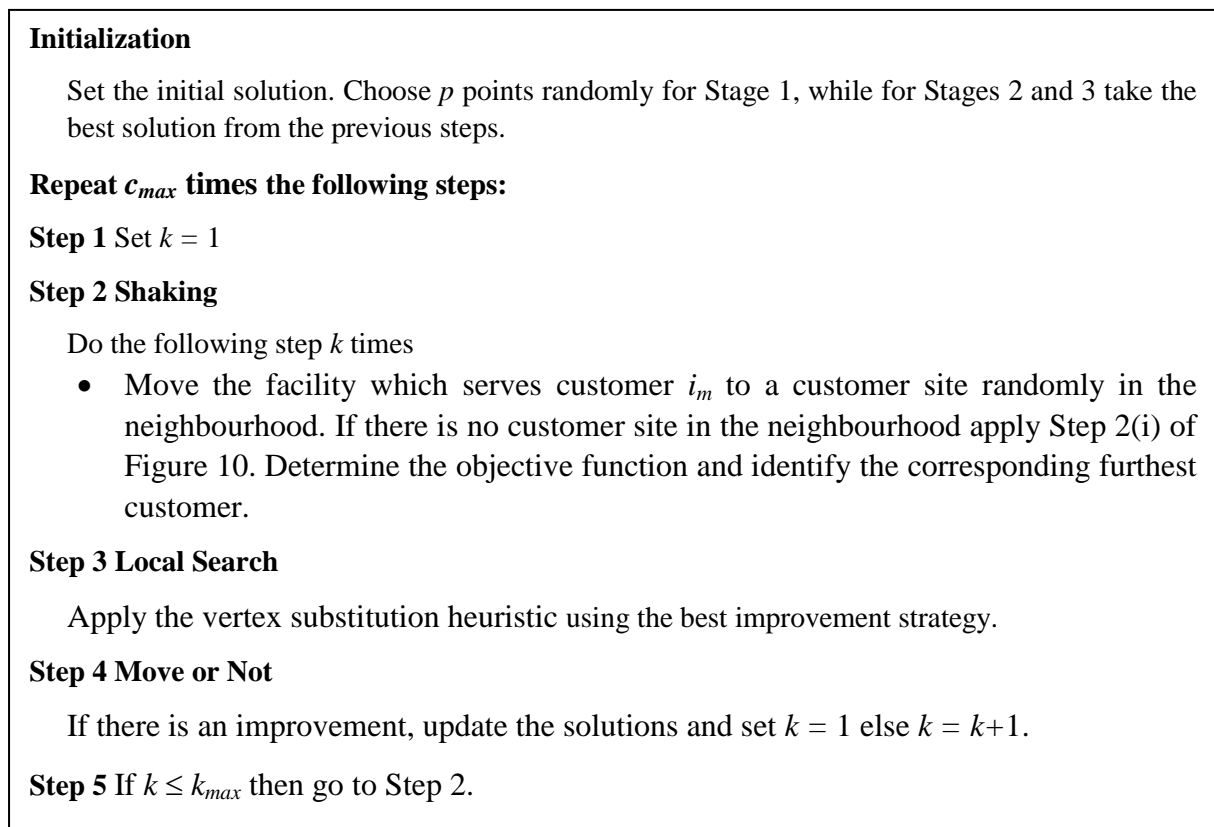 Initialization
Set the initial solution. Choose p points randomly for Stage 1, while for Stages 2 and 3 take the
best solution from the previous steps.
Repeat c_max times the following steps:
Step 1 Set k = 1
Step 2 Shaking
Do the following step k times
• Move the facility which serves customer i_m to a customer site randomly in the
neighbourhood. If there is no customer site in the neighbourhood apply Step 2(i) of
Figure 10. Determine the objective function and identify the corresponding furthest
customer.
Step 3 Local Search
Apply the vertex substitution heuristic using the best improvement strategy.
Step 4 Move or Not
If there is an improvement, update the solutions and set k = 1 else k = k+1.
Step 5 If k ≤ k_max then go to Step 2.